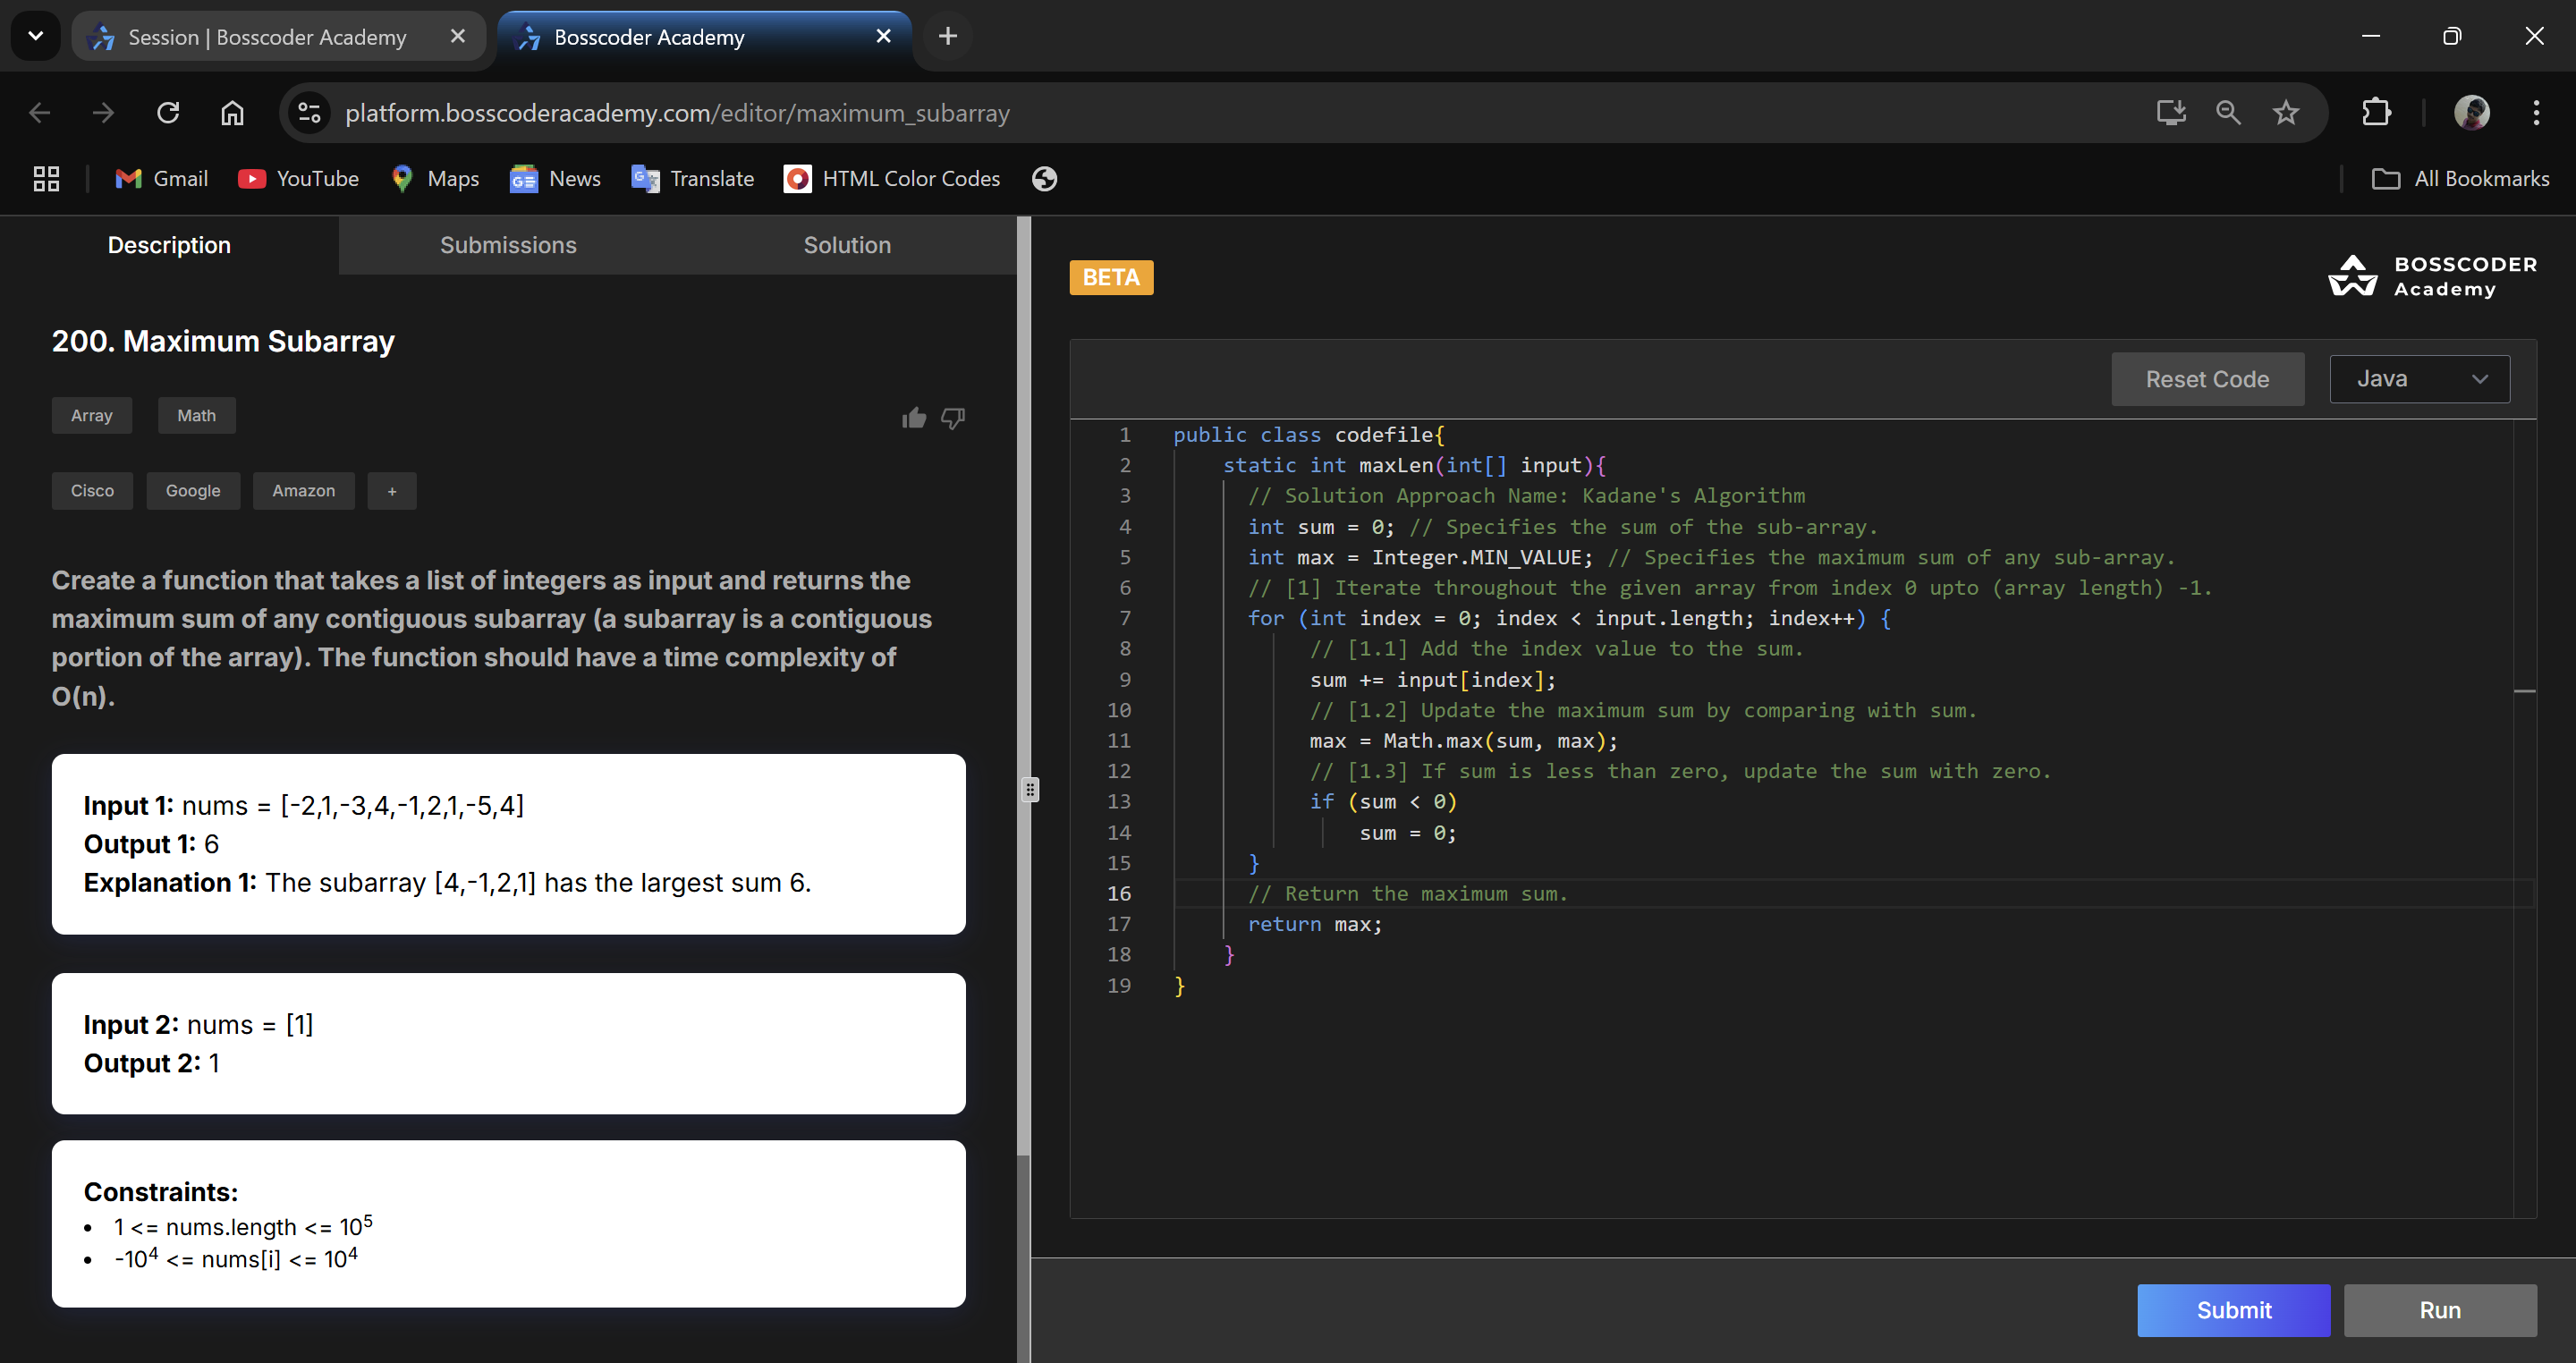 Session | Bosscoder Academy
Bosscoder Academy
platform.bosscoderacademy.com/editor/maximum_subarray
Gmail
YouTube
Maps
News
Translate
HTML Color Codes
All Bookmarks
Description
Submissions
Solution
200. Maximum Subarray
Array
Math
Cisco
Google
Amazon
+
Create a function that takes a list of integers as input and returns the
maximum sum of any contiguous subarray (a subarray is a contiguous
portion of the array). The function should have a time complexity of
O(n).
Input 1: nums = [-2,1,-3,4,-1,2,1,-5,4]
Output 1: 6
Explanation 1: The subarray [4,-1,2,1] has the largest sum 6.
Input 2: nums = [1]
Output 2: 1
Constraints:
• 1 <= nums.length <= 10⁵
• -10⁴ <= nums[i] <= 10⁴
BETA
BOSSCODER
Academy
Reset Code
Java
1 public class codefile{
2     static int maxLen(int[] input){
3       // Solution Approach Name: Kadane's Algorithm
4       int sum = 0; // Specifies the sum of the sub-array.
5       int max = Integer.MIN_VALUE; // Specifies the maximum sum of any sub-array.
6       // [1] Iterate throughout the given array from index 0 upto (array length) -1.
7       for (int index = 0; index < input.length; index++) {
8            // [1.1] Add the index value to the sum.
9            sum += input[index];
10            // [1.2] Update the maximum sum by comparing with sum.
11            max = Math.max(sum, max);
12            // [1.3] If sum is less than zero, update the sum with zero.
13            if (sum < 0)
14                sum = 0;
15       }
16       // Return the maximum sum.
17       return max;
18     }
19 }
Submit
Run